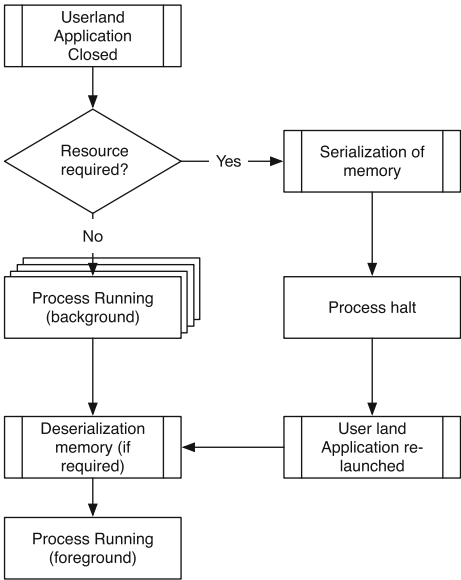 Userland
Application
Closed
Resource
required?
Yes
Serialization of
memory
No
Process Running
(background)
Process halt
Deserialization
memory (if
required)
User land
Application re-
launched
Process Running
(foreground)